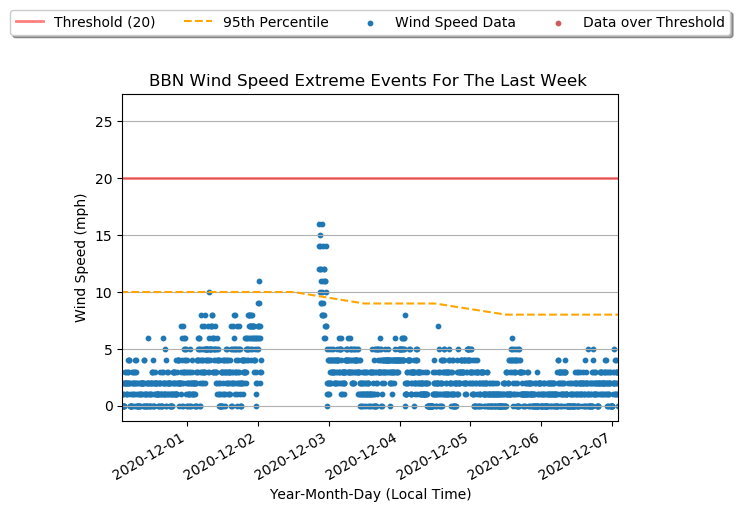 Threshold (20) 95th Percentile Wind Speed Data Data over Threshold
BBN Wind Speed Extreme Events For The Last Week
Wind Speed (mph)
25
20
15
10
5
0
2020-12-01 2020-12-02 2020-12-03 2020-12-04 2020-12-05 2020-12-06 2020-12-07
Year-Month-Day (Local Time)